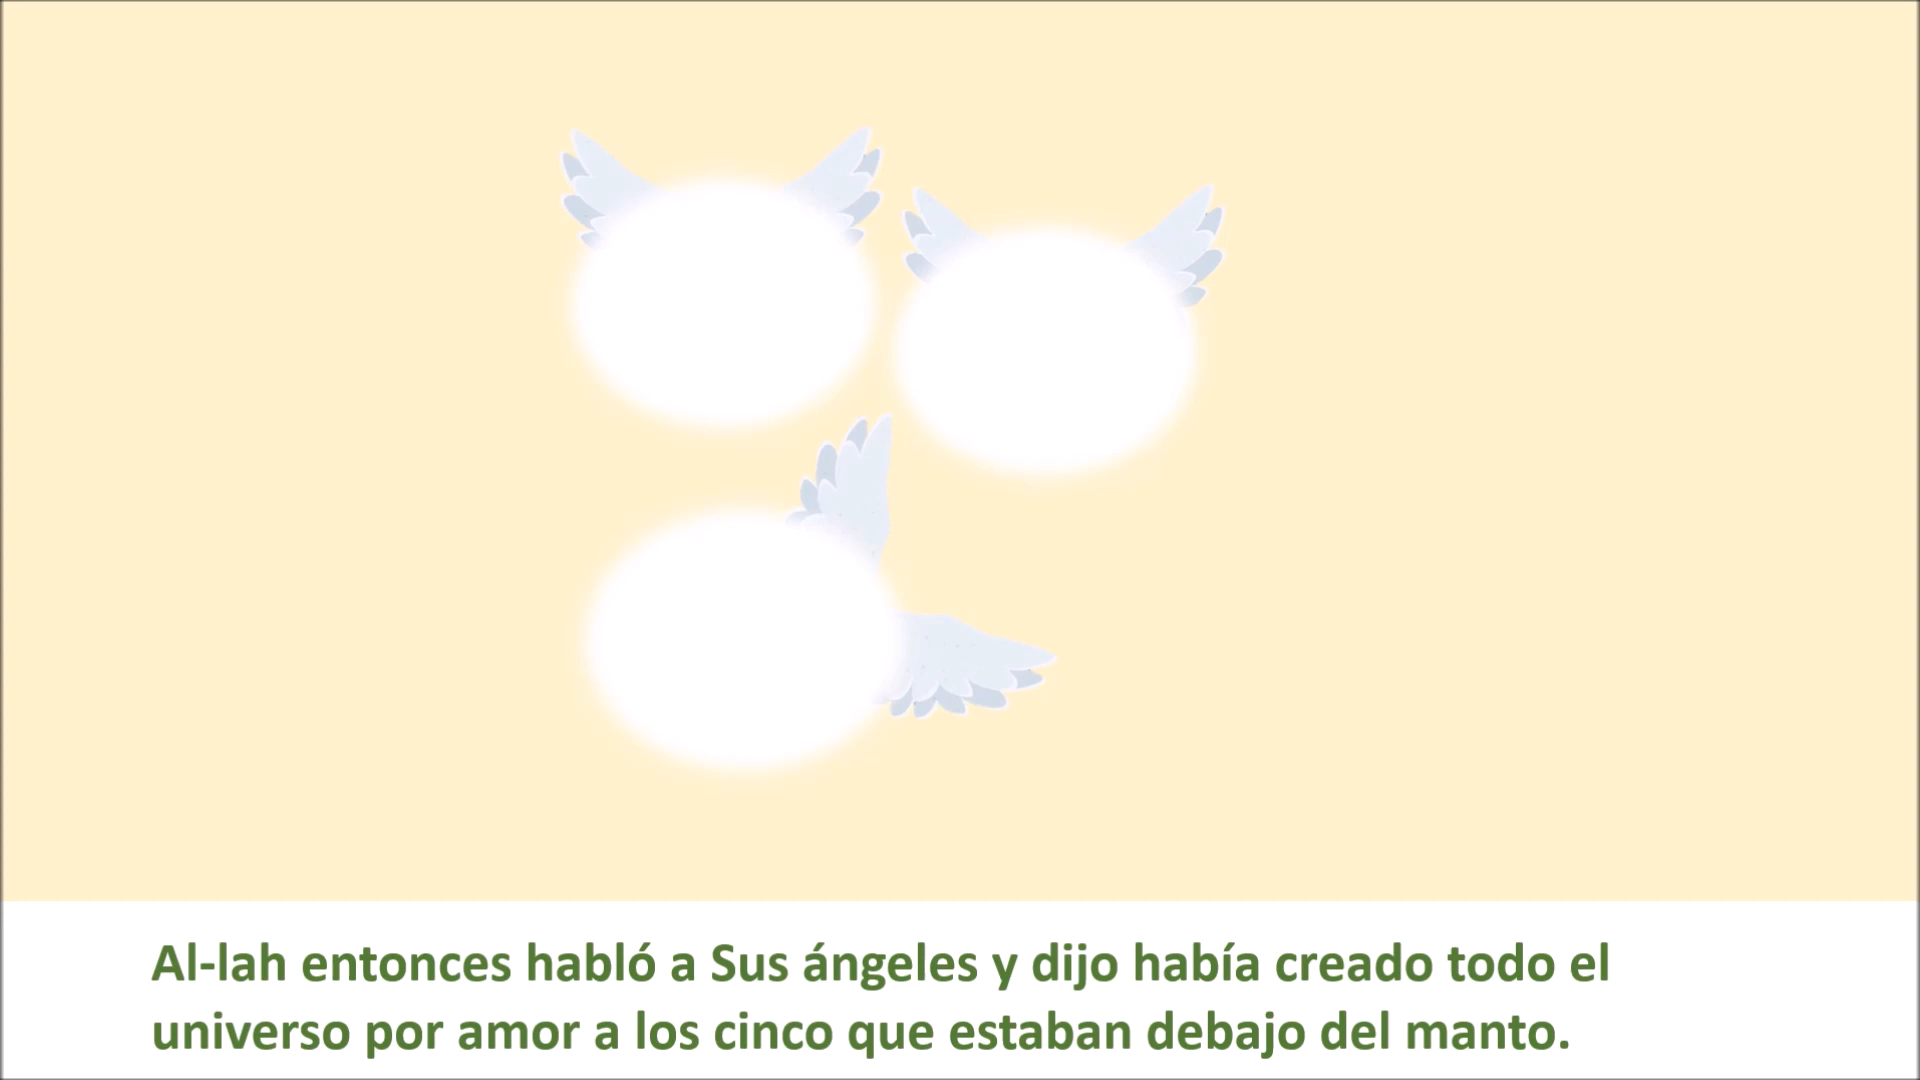 Al-lah entonces habló a Sus ángeles y dijo había creado todo el
universo por amor a los cinco que estaban debajo del manto.